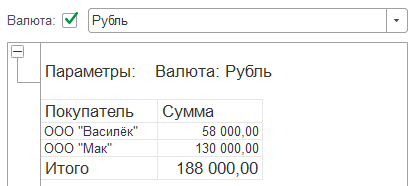 Валюта: Рубль
Параметры: Валюта: Рубль
Покупатель Сумма
ООО "Василёк" 58 000,00
ООО "Мак" 130 000,00
Итого 188 000,00